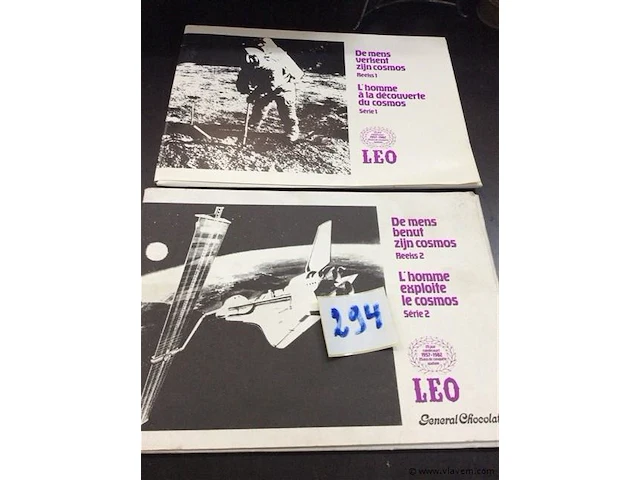 De mens
verkent
zijn cosmos
Reeks 1
L'homme
à la découverte
du cosmos
Série 1
LEO
De mens
benut
zijn cosmos
Reeks 2
L'homme
exploite
le cosmos
Série 2
294
1957-1982
LEO
General Chocolat
© www.vlavem.com